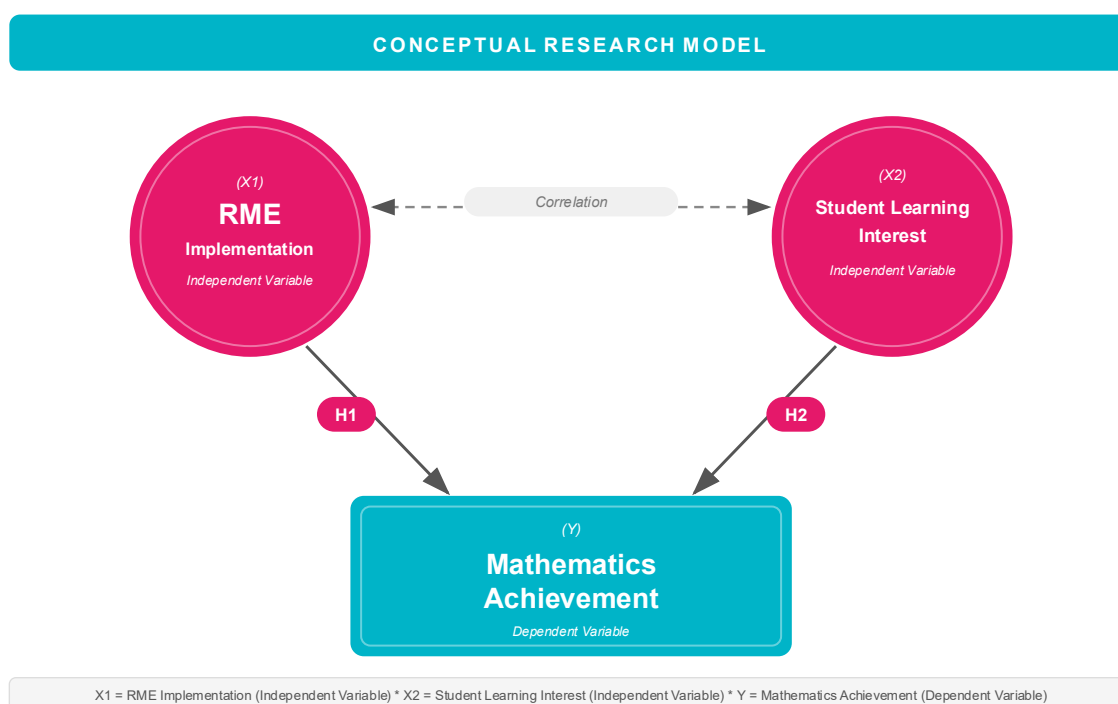 CONCEPTUAL RESEARCH MODEL
(X1)
RME
Implementation
Independent Variable
Correlation
(X2)
Student Learning
Interest
Independent Variable
H1
H2
(Y)
Mathematics
Achievement
Dependent Variable
X1 = RME Implementation (Independent Variable) * X2 = Student Learning Interest (Independent Variable) * Y = Mathematics Achievement (Dependent Variable)